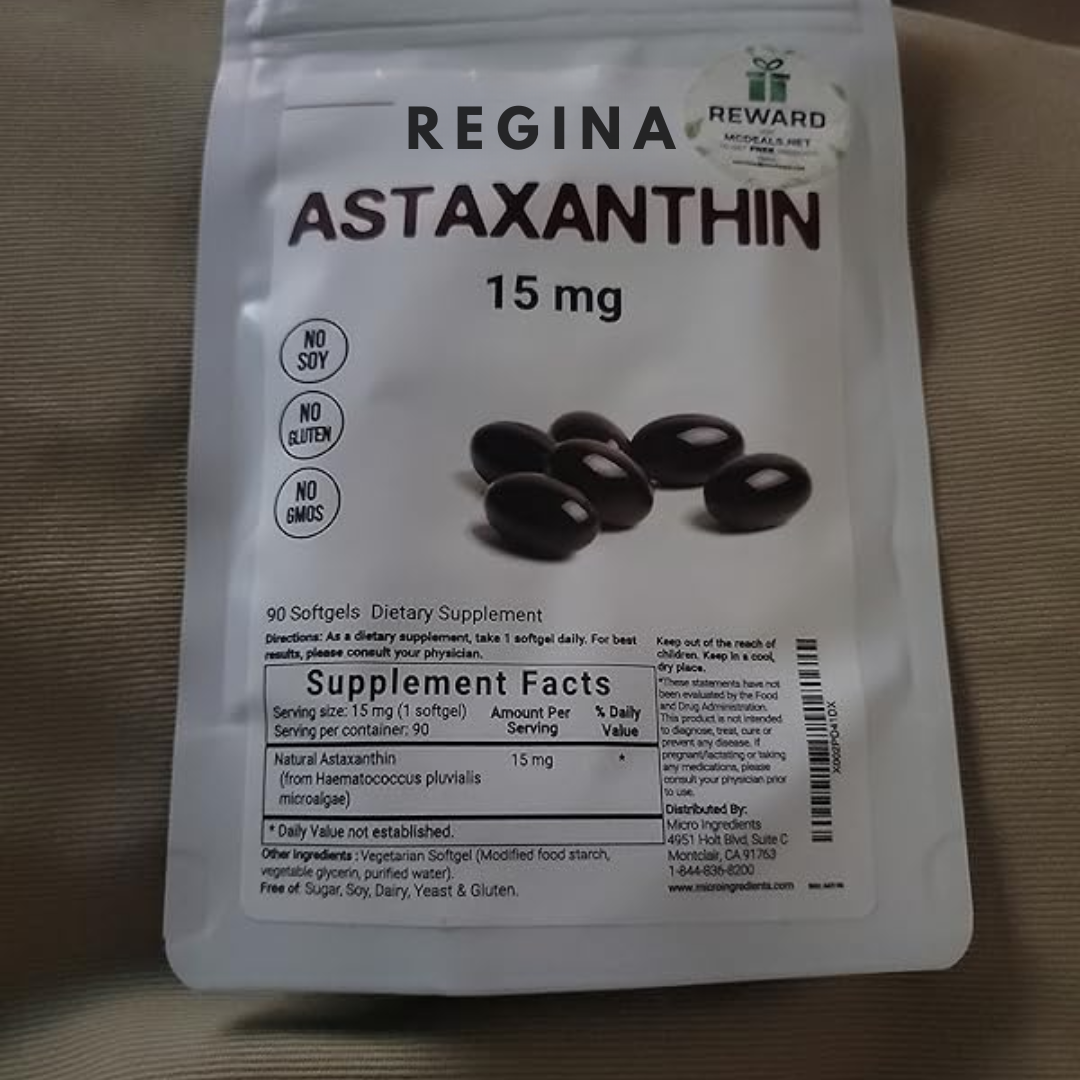 REGINA
REWARD
MCDEALS.NET
FREE
ASTAXANTHIN
15 mg
NO
SOY
NO
GLUTEN
NO
GMOS
90 Softgels Dietary Supplement
Directions: As a dietary supplement, take 1 softgel daily. For best
results, please consult your physician.
Supplement Facts
Serving size: 15 mg (1 softgel)
Serving per container: 90
Amount Per
Serving
% Daily
Value
Natural Astaxanthin
(from Haematococcus pluvialis
microalgae)
15 mg
*
* Daily Value not established.
Other Ingredients : Vegetarian Softgel (Modified food starch,
vegetable glycerin, purified water).
Free of: Sugar, Soy, Dairy, Yeast & Gluten.
Keep out of the reach of
children. Keep in a cool,
dry place.
*These statements have not
been evaluated by the Food
and Drug Administration.
This product is not intended
to diagnose, treat, cure or
prevent any disease. If
pregnant/lactating or taking
any medications, please
consult your physician prior
to use.
Distributed By:
Micro Ingredients
4951 Holt Blvd, Suite C
Montclair, CA 91763
1-844-836-8200
www.microingredients.com
X002PO41DX